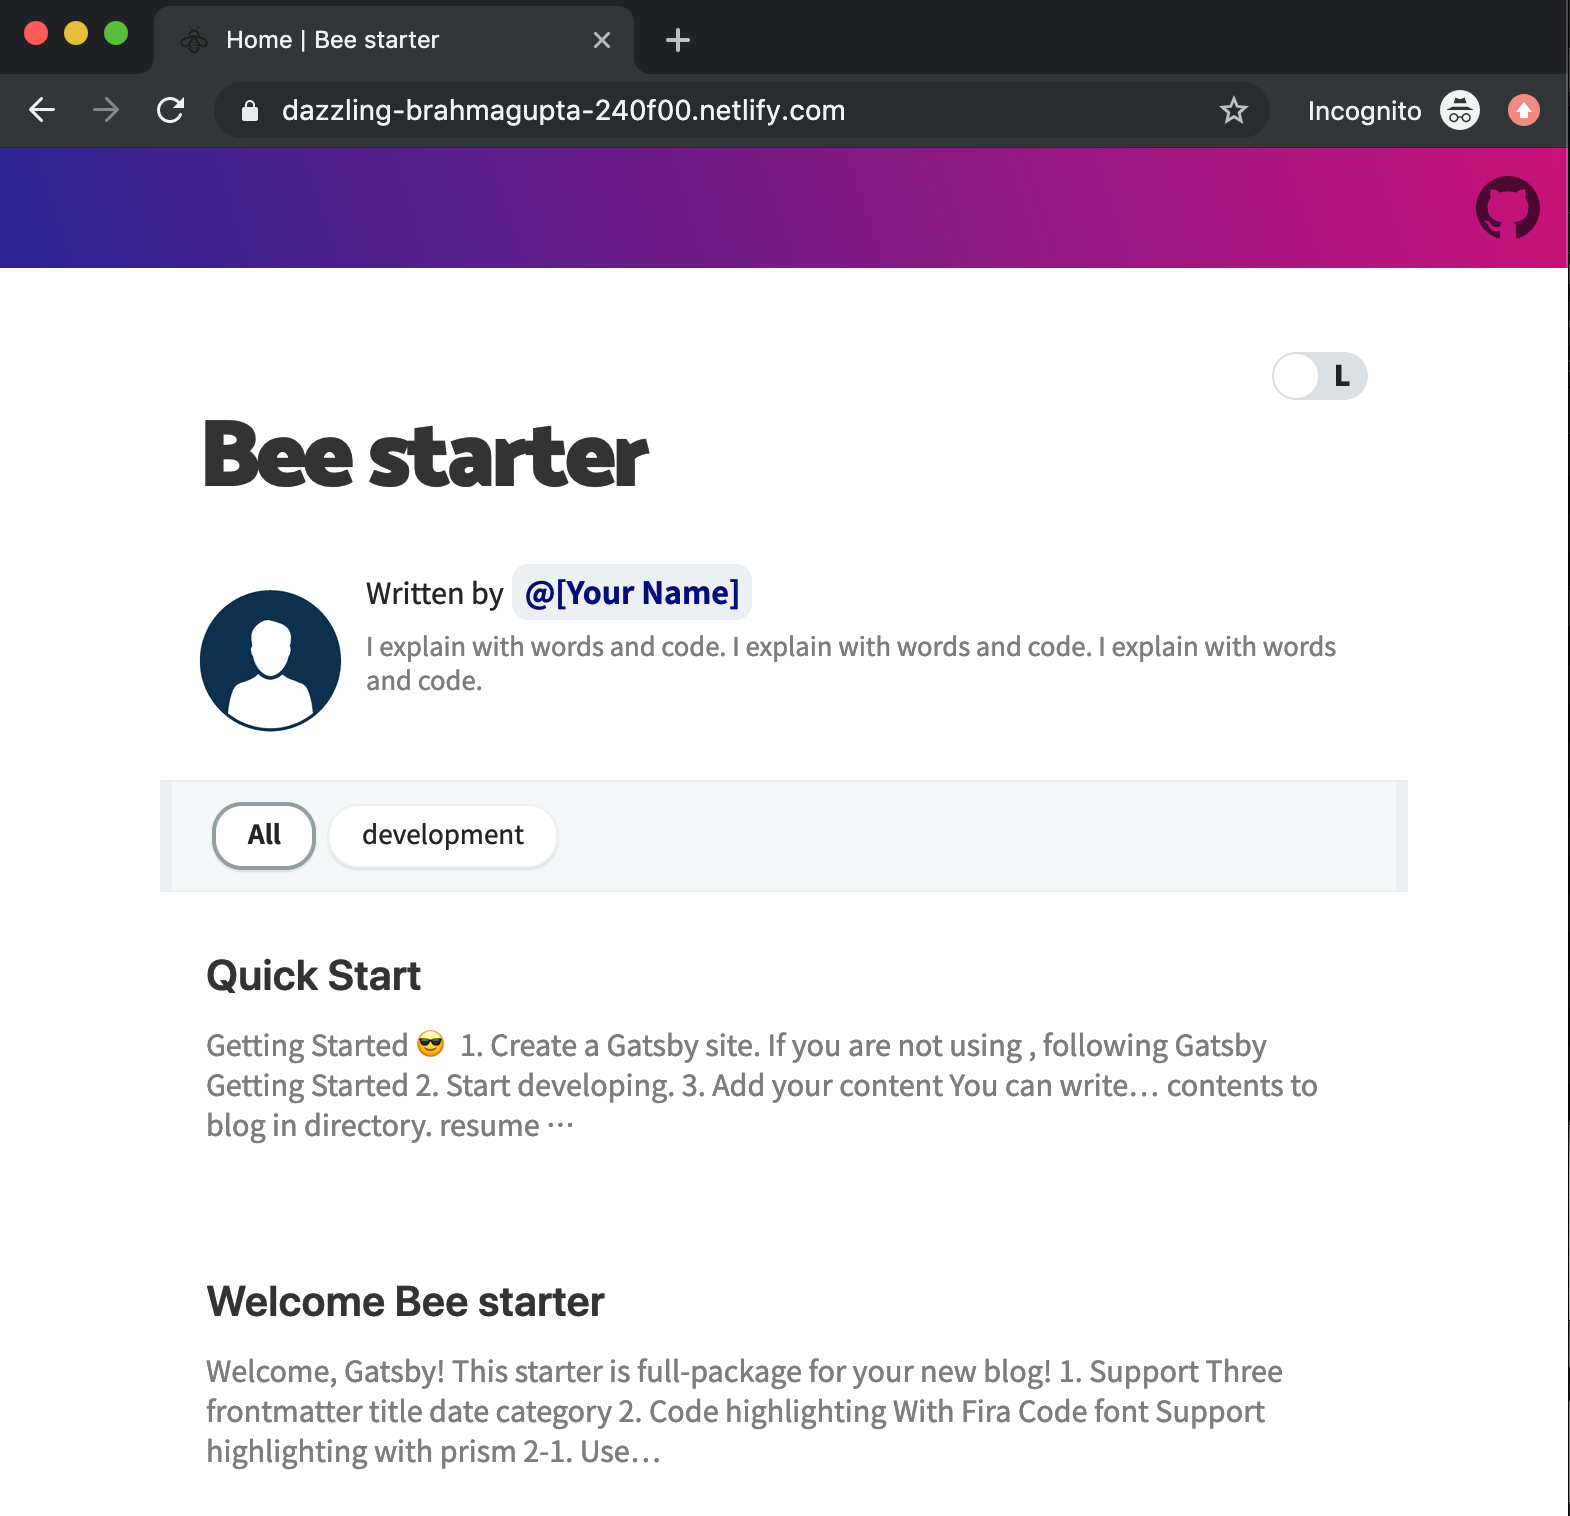 Home | Bee starter
dazzling-brahmagupta-240f00.netlify.com
Incognito
L
Bee starter
Written by @[Your Name]
I explain with words and code. I explain with words and code. I explain with words
and code.
All
development
Quick Start
Getting Started 😎 1. Create a Gatsby site. If you are not using , following Gatsby
Getting Started 2. Start developing. 3. Add your content You can write… contents to
blog in directory. resume ⋯
Welcome Bee starter
Welcome, Gatsby! This starter is full-package for your new blog! 1. Support Three
frontmatter title date category 2. Code highlighting With Fira Code font Support
highlighting with prism 2-1. Use…